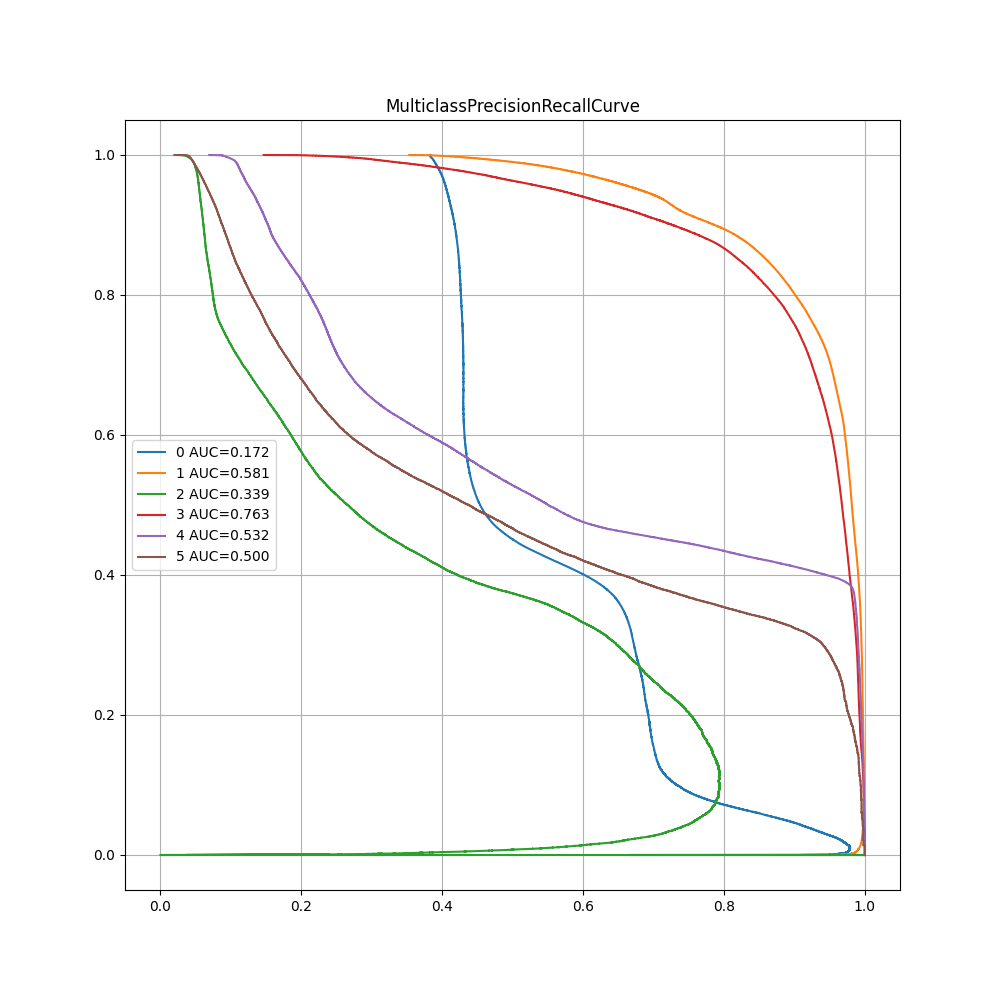 MulticlassPrecisionRecallCurve
1.0
0.8
0.6
0.4
0.2
0.0
0 AUC=0.172
1 AUC=0.581
2 AUC=0.339
3 AUC=0.763
4 AUC=0.532
5 AUC=0.500
0.0 0.2 0.4 0.6 0.8 1.0